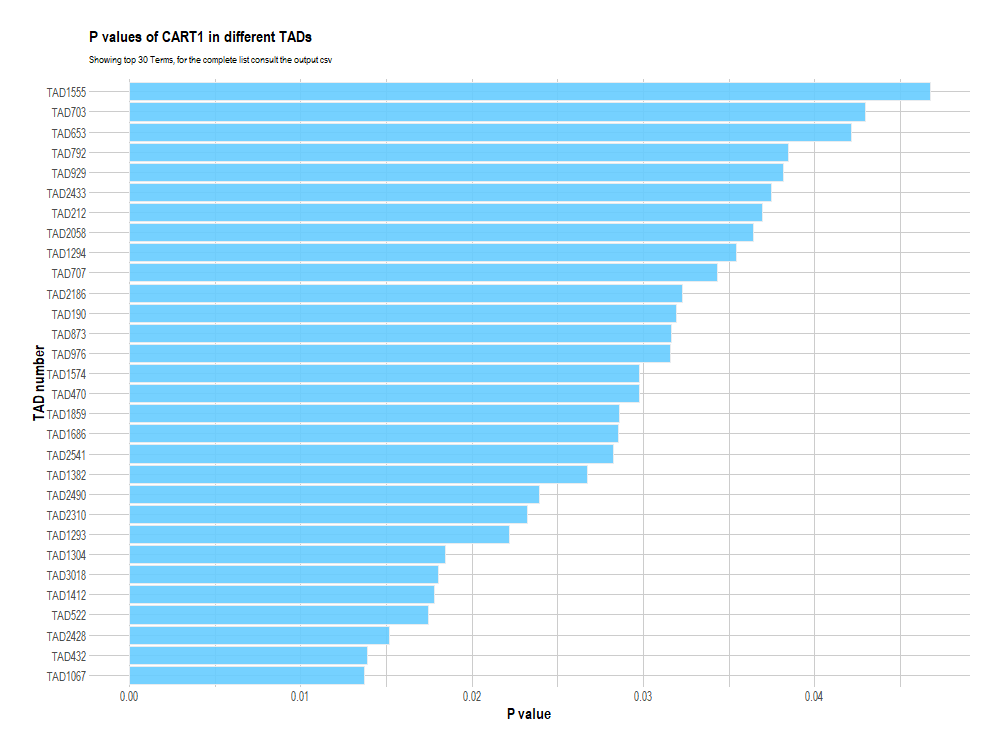 P values of CART1 in different TADs
Showing top 30 Terms, for the complete list consult the output csv
TAD1555
TAD703
TAD653
TAD792
TAD929
TAD2433
TAD212
TAD2058
TAD1294
TAD707
TAD2186
TAD190
TAD873
TAD976
TAD1574
TAD470
TAD1859
TAD1686
TAD2541
TAD1382
TAD2490
TAD2310
TAD1293
TAD1304
TAD3018
TAD1412
TAD522
TAD2428
TAD432
TAD1067
TAD number
0.00 0.01 0.02 0.03 0.04
P value